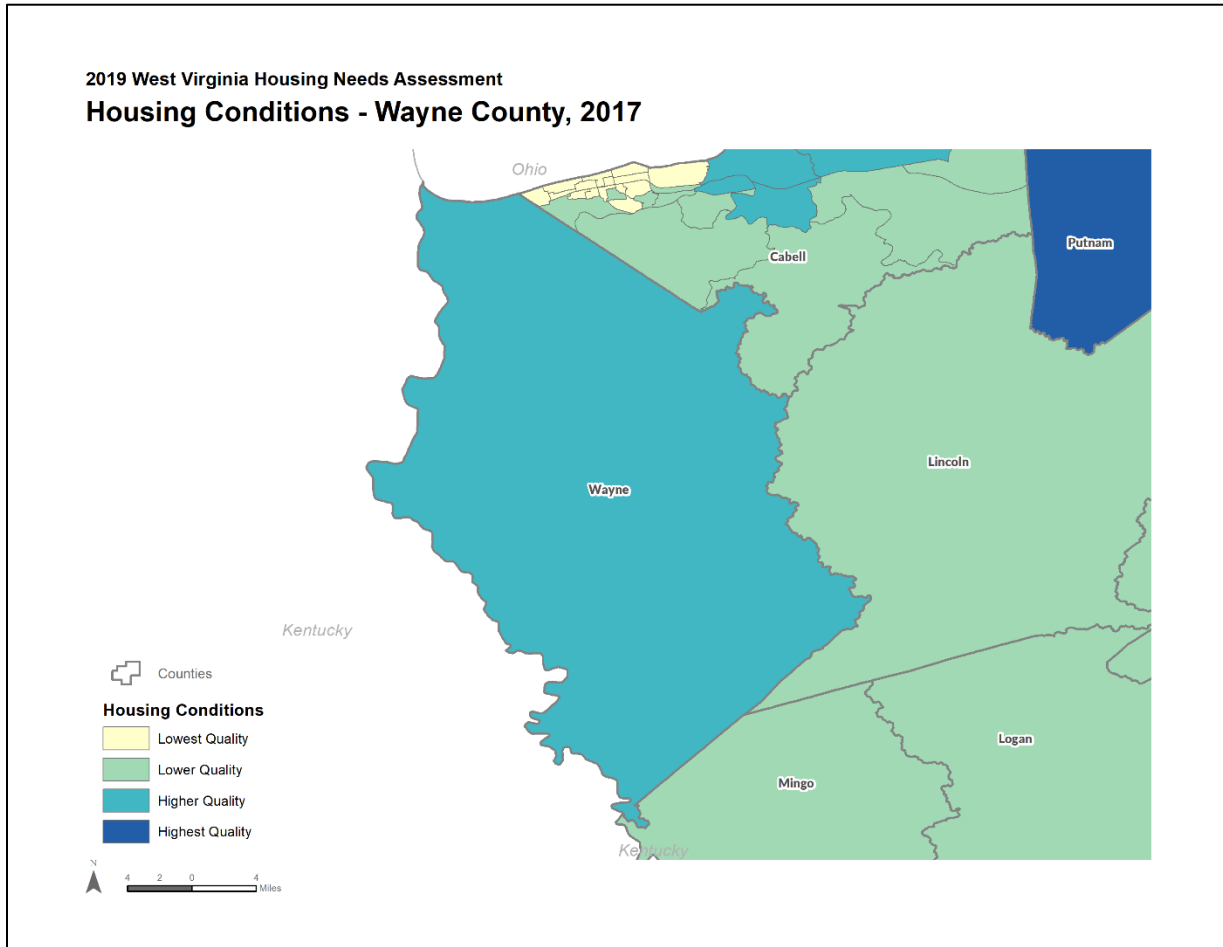 2019 West Virginia Housing Needs Assessment
Housing Conditions - Wayne County, 2017
Ohio
Putnam
Cabell
Lincoln
Wayne
Kentucky
Counties
Housing Conditions
Lowest Quality
Lower Quality
Higher Quality
Highest Quality
Logan
Mingo
Kentucky
N
4 2 0 4 Miles